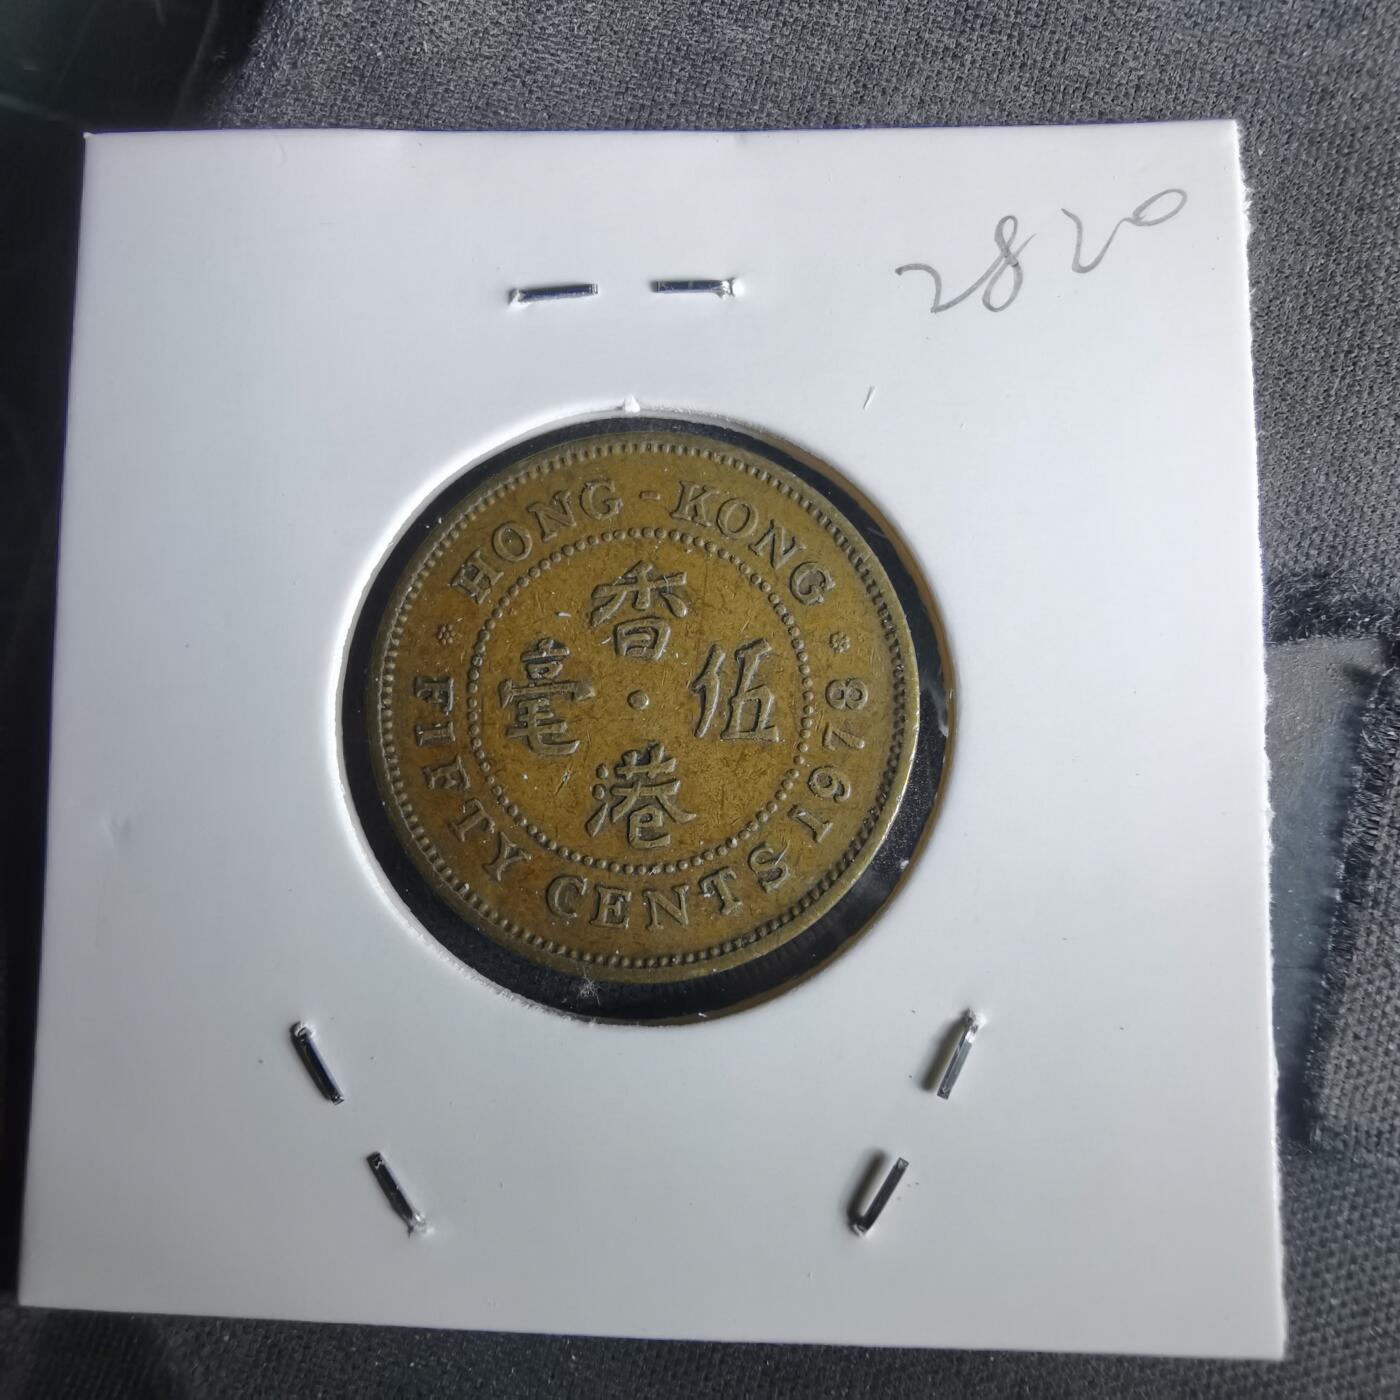 2820
HONG - KONG
香
港
伍
毫
FIFTY CENTS 1978